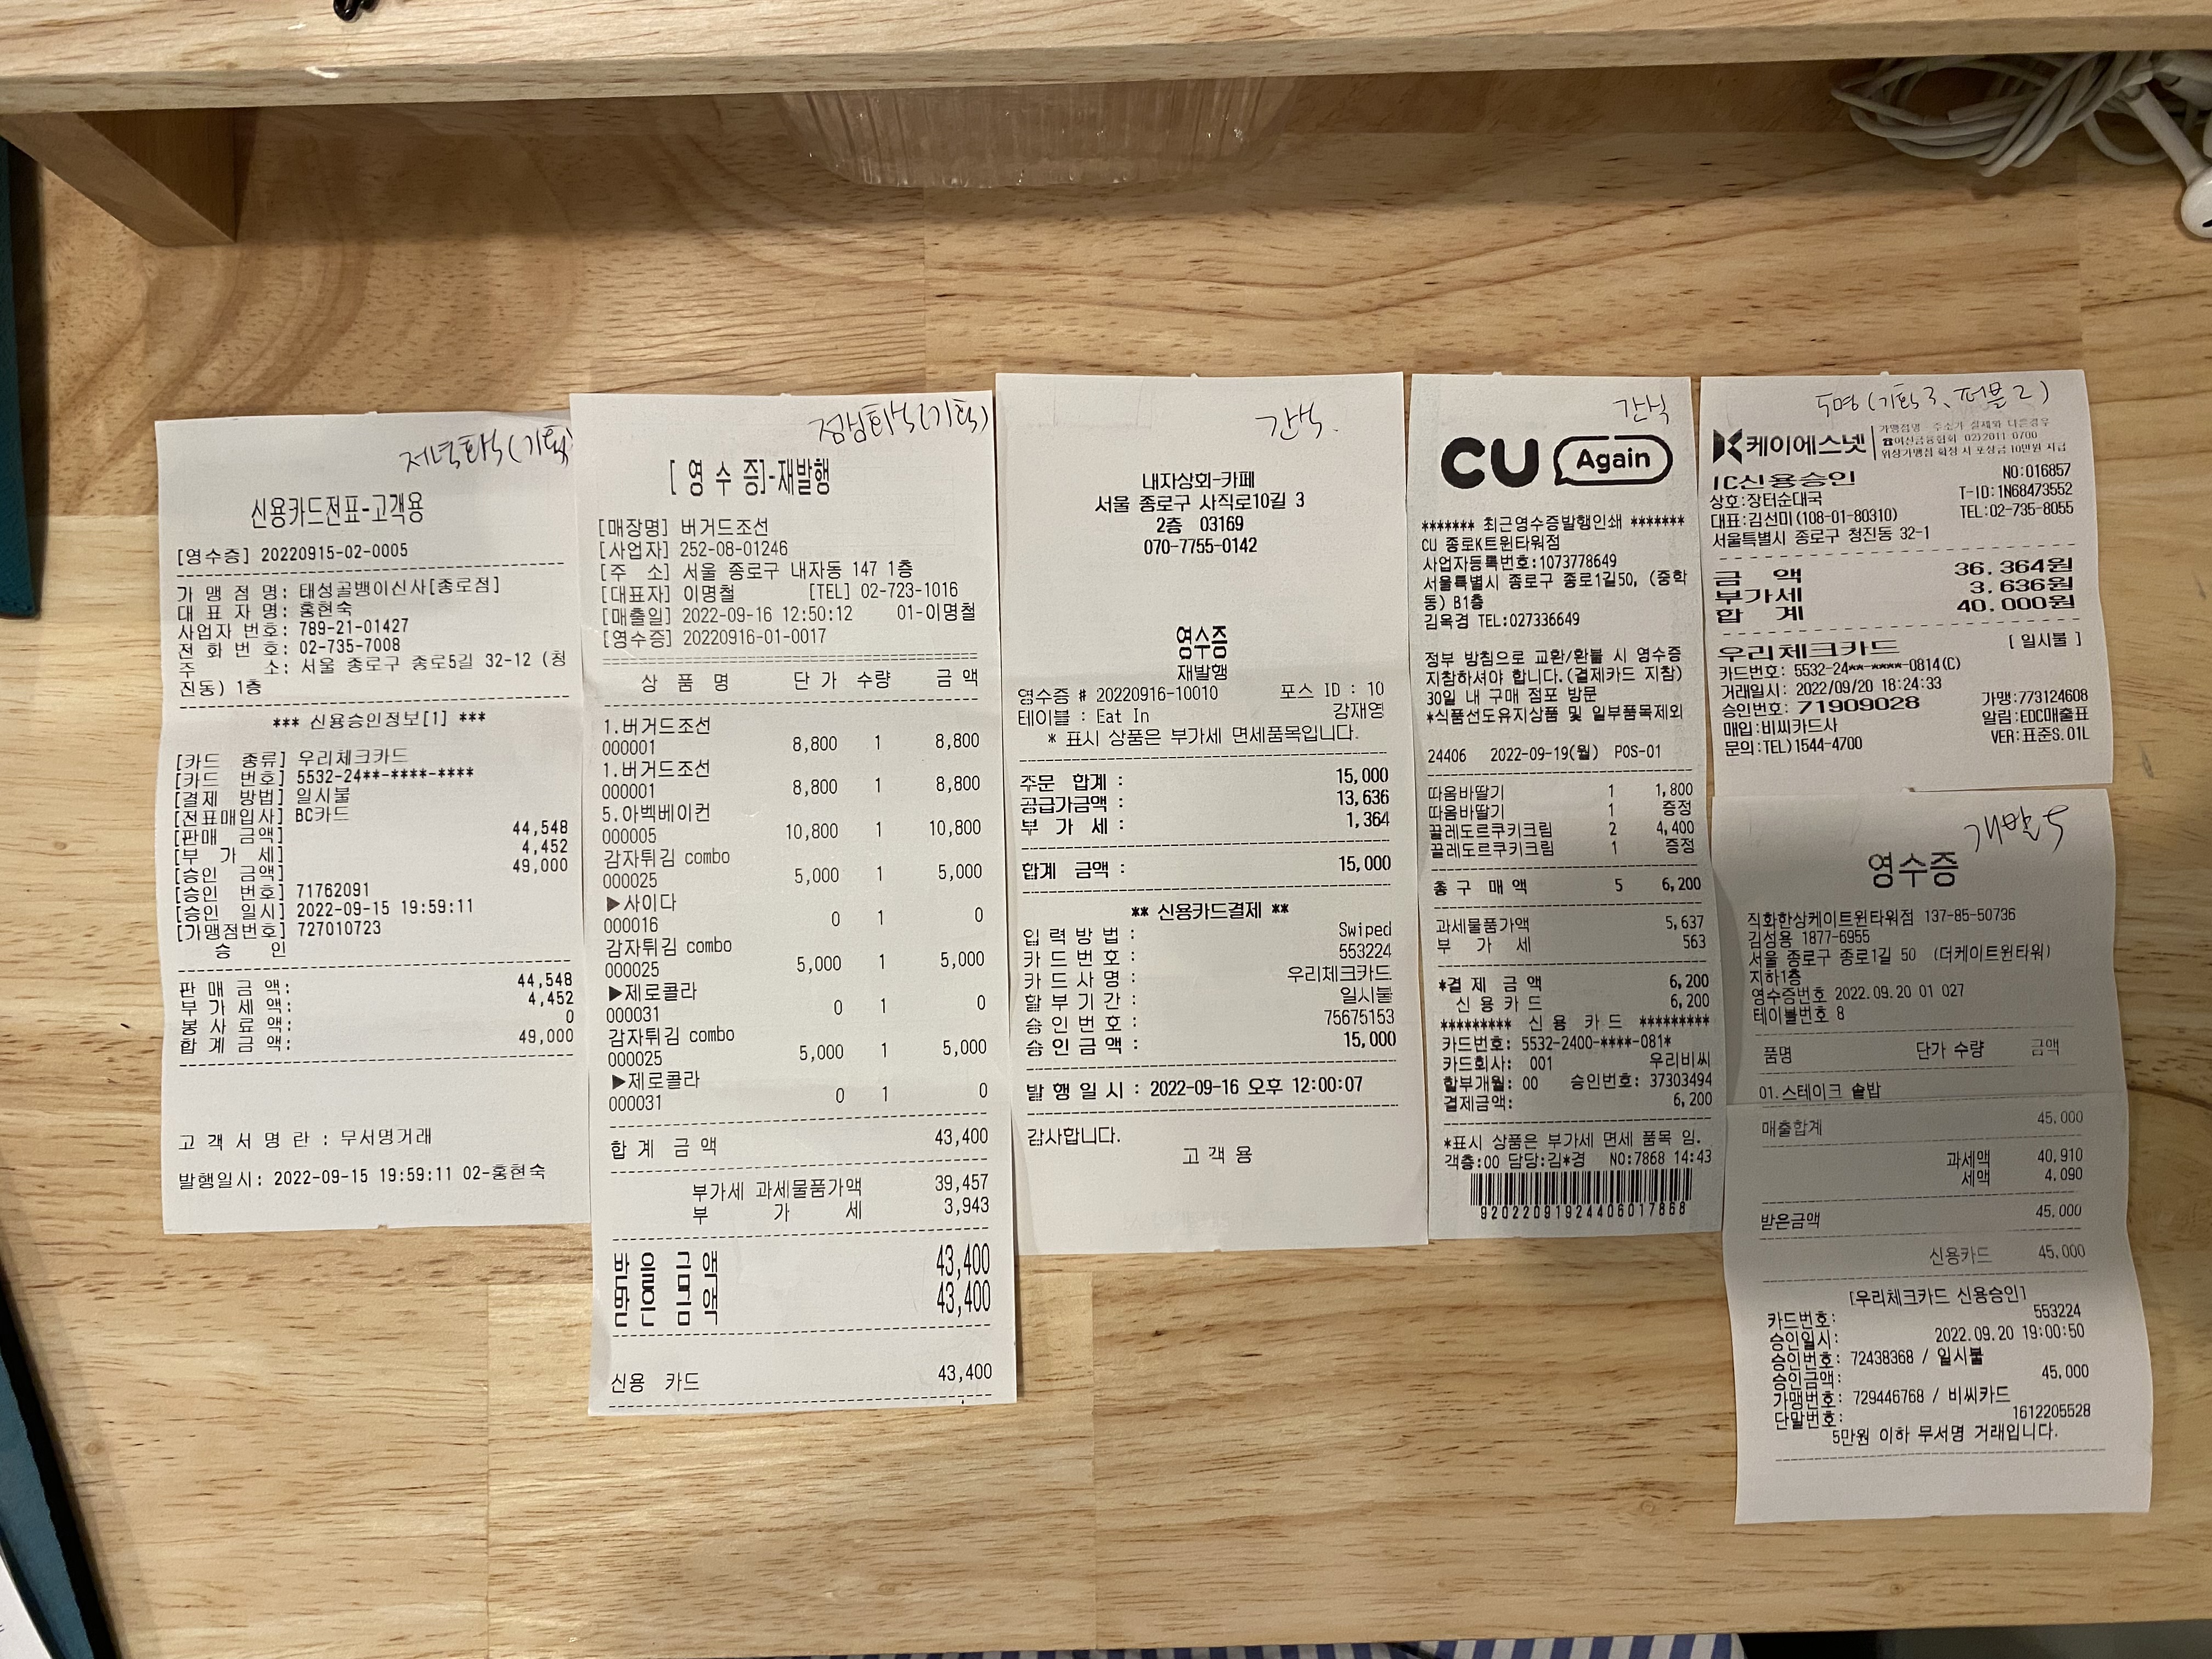 저녁회식(기획)
신용카드전표-고객용
[영수증] 20220915-02-0005
가 맹 점 명: 태성골뱅이신사[종로점]
대 표 자 명: 홍현숙
사업자 번호: 789-21-01427
전 화 번 호: 02-735-7008
주 소: 서울 종로구 종로5길 32-12 (청
진동) 1층
*** 신용승인정보[1] ***
[카드 종류] 우리체크카드
[카드 번호] 5532-24**-****-****
[결제 방법] 일시불
[전표매입사] BC카드
[판매 금액] 44,548
[부 가 세] 4,452
[승인 금액] 49,000
[승인 번호] 71762091
[승인 일시] 2022-09-15 19:59:11
[가맹점번호] 727010723
승 인
판 매 금 액: 44,548
부 가 세 액: 4,452
봉 사 료 액: 0
합 계 금 액: 49,000
고 객 서 명 란 : 무서명거래
발행일시: 2022-09-15 19:59:11 02-홍현숙
점심회식(기획)
[ 영 수 증]-재발행
[매장명] 버거드조선
[사업자] 252-08-01246
[주 소] 서울 종로구 내자동 147 1층
[대표자] 이명철 [TEL] 02-723-1016
[매출일] 2022-09-16 12:50:12 01-이명철
[영수증] 20220916-01-0017
상 품 명 단 가 수량 금 액
1.버거드조선
000001 8,800 1 8,800
1.버거드조선
000001 8,800 1 8,800
5.아벡베이컨
000005 10,800 1 10,800
감자튀김 combo
000025 5,000 1 5,000
▶사이다
000016 0 1 0
감자튀김 combo
000025 5,000 1 5,000
▶제로콜라
000031 0 1 0
감자튀김 combo
000025 5,000 1 5,000
▶제로콜라
000031 0 1 0
합 계 금 액 43,400
부가세 과세물품가액 39,457
부 가 세 3,943
받 을 금 액 43,400
받 은 금 액 43,400
신용 카드 43,400
간식.
내자상회-카페
서울 종로구 사직로10길 3
2층 03169
070-7755-0142
영수증
재발행
영수증 # 20220916-10010 포스 ID : 10
테이블 : Eat In 강재영
* 표시 상품은 부가세 면세품목입니다.
주문 합계 : 15,000
공급가금액 : 13,636
부 가 세 : 1,364
합계 금액 : 15,000
** 신용카드결제 **
입 력 방 법 : Swiped
카 드 번 호 : 553224
카 드 사 명 : 우리체크카드
할 부 기 간 : 일시불
승 인 번 호 : 75675153
승 인 금 액 : 15,000
발 행 일 시 : 2022-09-16 오후 12:00:07
감사합니다.
고 객 용
간식
CU Again
******* 최근영수증발행인쇄 *******
CU 종로K트윈타워점
사업자등록번호:1073778649
서울특별시 종로구 종로1길50, (중학
동) B1층
김옥경 TEL:027336649
정부 방침으로 교환/환불 시 영수증
지참하셔야 합니다.(결제카드 지참)
30일 내 구매 점포 방문
*식품선도유지상품 및 일부품목제외
24406 2022-09-19(월) POS-01
따옴바딸기 1 1,800
따옴바딸기 1 증정
끌레도르쿠키크림 2 4,400
끌레도르쿠키크림 1 증정
총 구 매 액 5 6,200
과세물품가액 5,637
부 가 세 563
*결 제 금 액 6,200
신 용 카 드 6,200
********* 신 용 카 드 *********
카드번호: 5532-2400-****-081*
카드회사: 001 우리비씨
할부개월: 00 승인번호: 37303494
결제금액: 6,200
*표시 상품은 부가세 면세 품목 임.
객층:00 담당:김*경 NO:7868 14:43
9202209192440601786​8
5명(기획3, 퍼블2)
케이에스넷
가맹점명 주소가 실제와 다른경우
☎여신금융협회 02)2011-0700
위장가맹점 확정 시 포상금 10만원 지급
IC신용승인 NO:016857
상호:장터순대국 T-ID:1N68473552
대표:김선미(108-01-80310) TEL:02-735-8055
서울특별시 종로구 청진동 32-1
금 액 36,364원
부가세 3,636원
합 계 40,000원
우리체크카드 [ 일시불 ]
카드번호: 5532-24**-****-0814(C)
거래일시: 2022/09/20 18:24:33
승인번호: 71909028 가맹:773124608
매입:비씨카드사 알림:EDC매출표
문의:TEL)1544-4700 VER:표준S.01L
개발5
영수증
직화한상케이트윈타워점 137-85-50736
김성용 1877-6955
서울 종로구 종로1길 50 (더케이트윈타워)
지하1층
영수증번호 2022.09.20 01 027
테이블번호 8
품명 단가 수량 금액
01.스테이크 솥밥
매출합계 45,000
과세액 40,910
세액 4,090
받은금액 45,000
신용카드 45,000
[우리체크카드 신용승인]
카드번호: 553224
승인일시: 2022.09.20 19:00:50
승인번호: 72438368 / 일시불
승인금액: 45,000
가맹번호: 729446768 / 비씨카드
단말번호: 1612205528
5만원 이하 무서명 거래입니다.